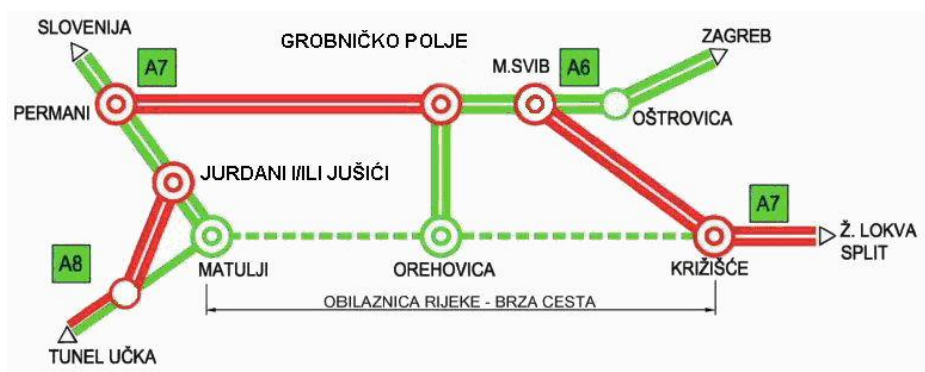 SLOVENIJA
GROBNIČKO POLJE
ZAGREB
A7
M.SVIB
A6
PERMANI
OŠTROVICA
JURDANI I/ILI JUŠIĆI
A7
Ž. LOKVA
SPLIT
A8
MATULJI
OREHOVICA
KRIŽIŠĆE
OBILAZNICA RIJEKE - BRZA CESTA
TUNEL UČKA